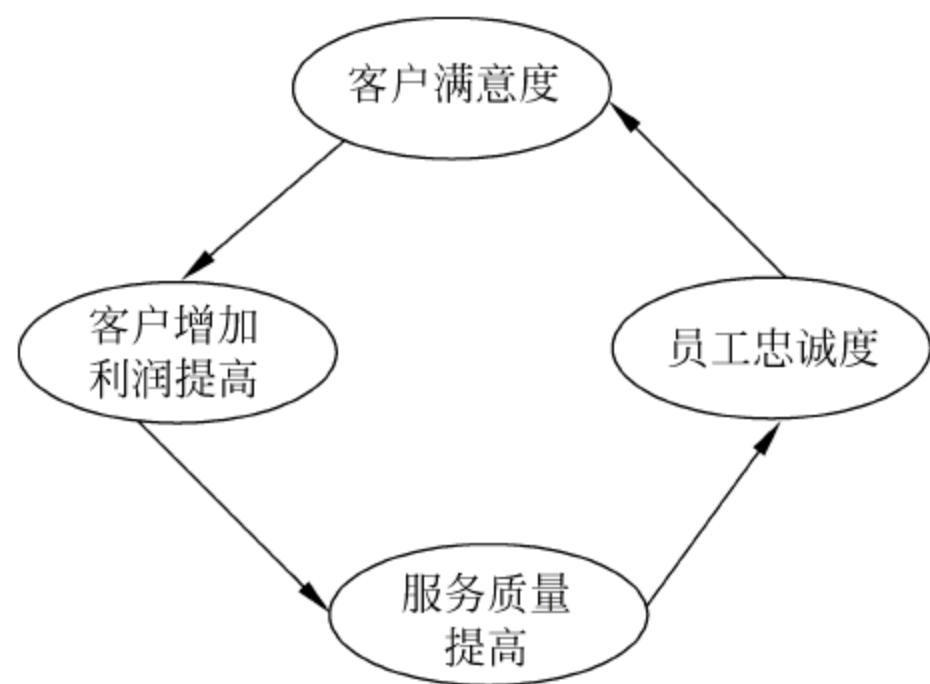 客户满意度
客户增加
利润提高
员工忠诚度
服务质量
提高